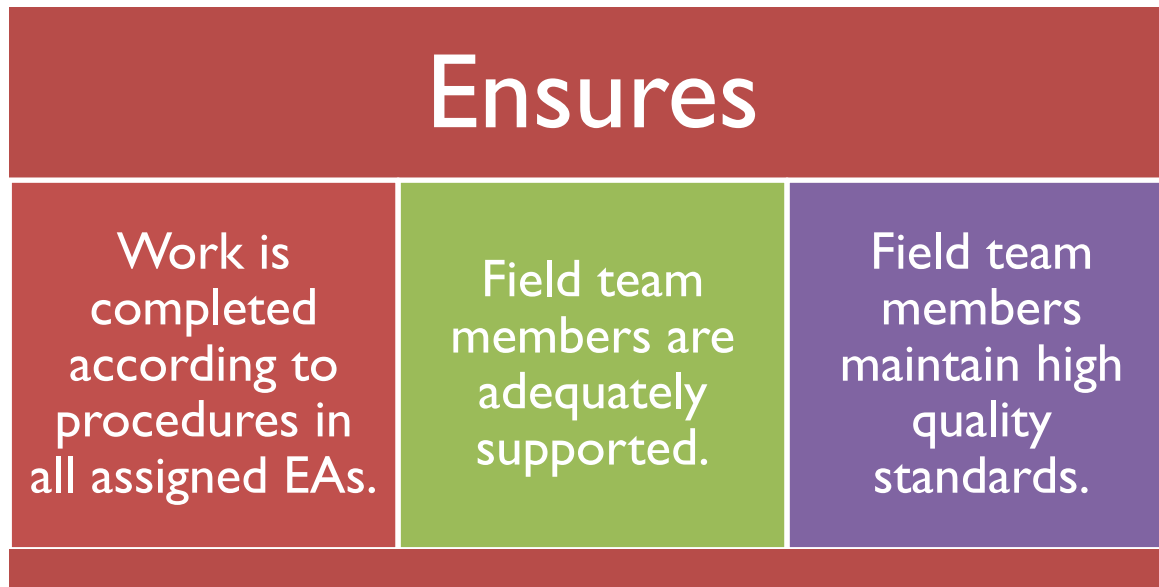 Ensures
Work is
completed
according to
procedures in
all assigned EAs.
Field team
members are
adequately
supported.
Field team
members
maintain high
quality
standards.